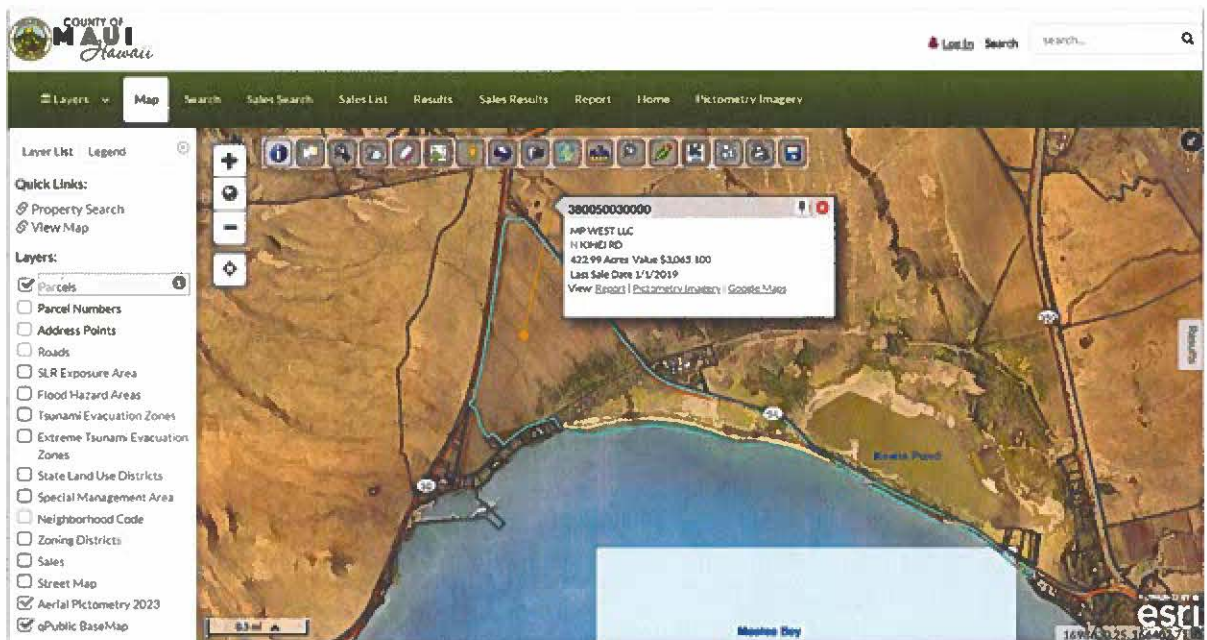 COUNTY OF
MAUI
Hawaii
Log In Search search...
Layers Map Search Sales Search Sales List Results Sales Results Report Home Pictometry Imagery
Layer List Legend
Quick Links:
Property Search
View Map
Layers:
Parcels
Parcel Numbers
Address Points
Roads
SLR Exposure Area
Flood Hazard Areas
Tsunami Evacuation Zones
Extreme Tsunami Evacuation
Zones
State Land Use Districts
Special Management Area
Neighborhood Code
Zoning Districts
Sales
Street Map
Aerial Pictometry 2023
qPublic BaseMap
380050030000
MP WEST LLC
N KIHEI RD
422.99 Acres Value $3,065,100
Last Sale Date 1/1/2019
View: Report | Pictometry Imagery | Google Maps
Results
Kealia Pond
30
Maalea Bay
esri